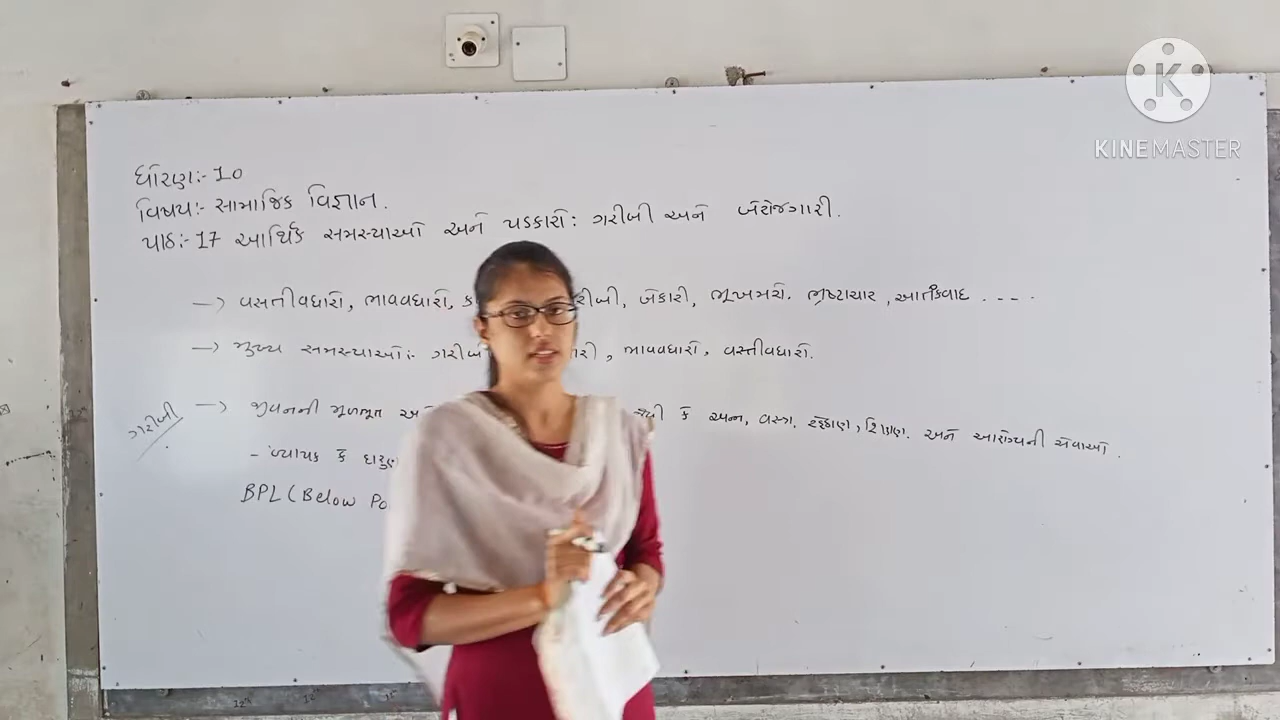 KINEMASTER
ધોરણ:- 10
વિષય:- સામાજિક વિજ્ઞાન.
પાઠ:- 17 આર્થિક સમસ્યાઓ અને પડકારો: ગરીબી અને બેરોજગારી.
→ વસતીવધારો, ભાવવધારો, રીબી, બેકારી, ભૂખમરો. ભ્રષ્ટાચાર, આતંકવાદ ----.
→ મુખ્ય સમસ્યાઓ:- ગરીબ રી, ભાવવધારો, વસ્તીવધારો.
ગરીબી → જીવનની મૂળભૂત કે અન્ન, વસ્ત્ર, રહેઠાણ, શિક્ષણ. અને આરોગ્યની સેવાઓ.
- વ્યાપક કે દારુણ
BPL (Below Po